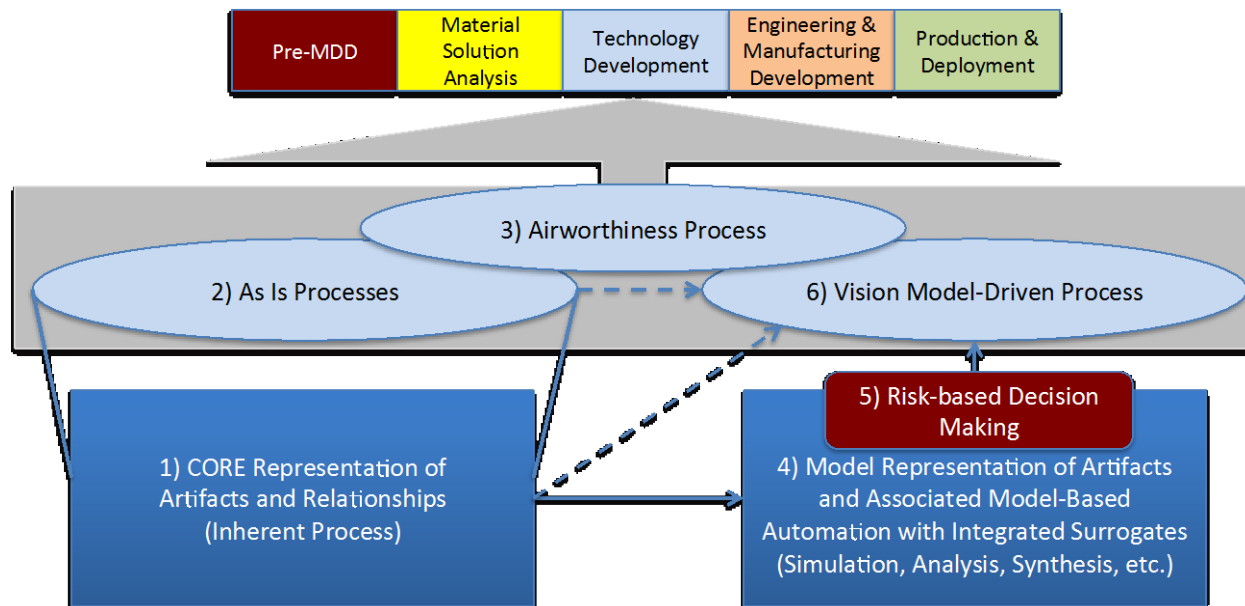 Pre-MDD
Material
Solution
Analysis
Technology
Development
Engineering &
Manufacturing
Development
Production &
Deployment
3) Airworthiness Process
2) As Is Processes
6) Vision Model-Driven Process
5) Risk-based Decision
Making
1) CORE Representation of
Artifacts and Relationships
(Inherent Process)
4) Model Representation of Artifacts
and Associated Model-Based
Automation with Integrated Surrogates
(Simulation, Analysis, Synthesis, etc.)